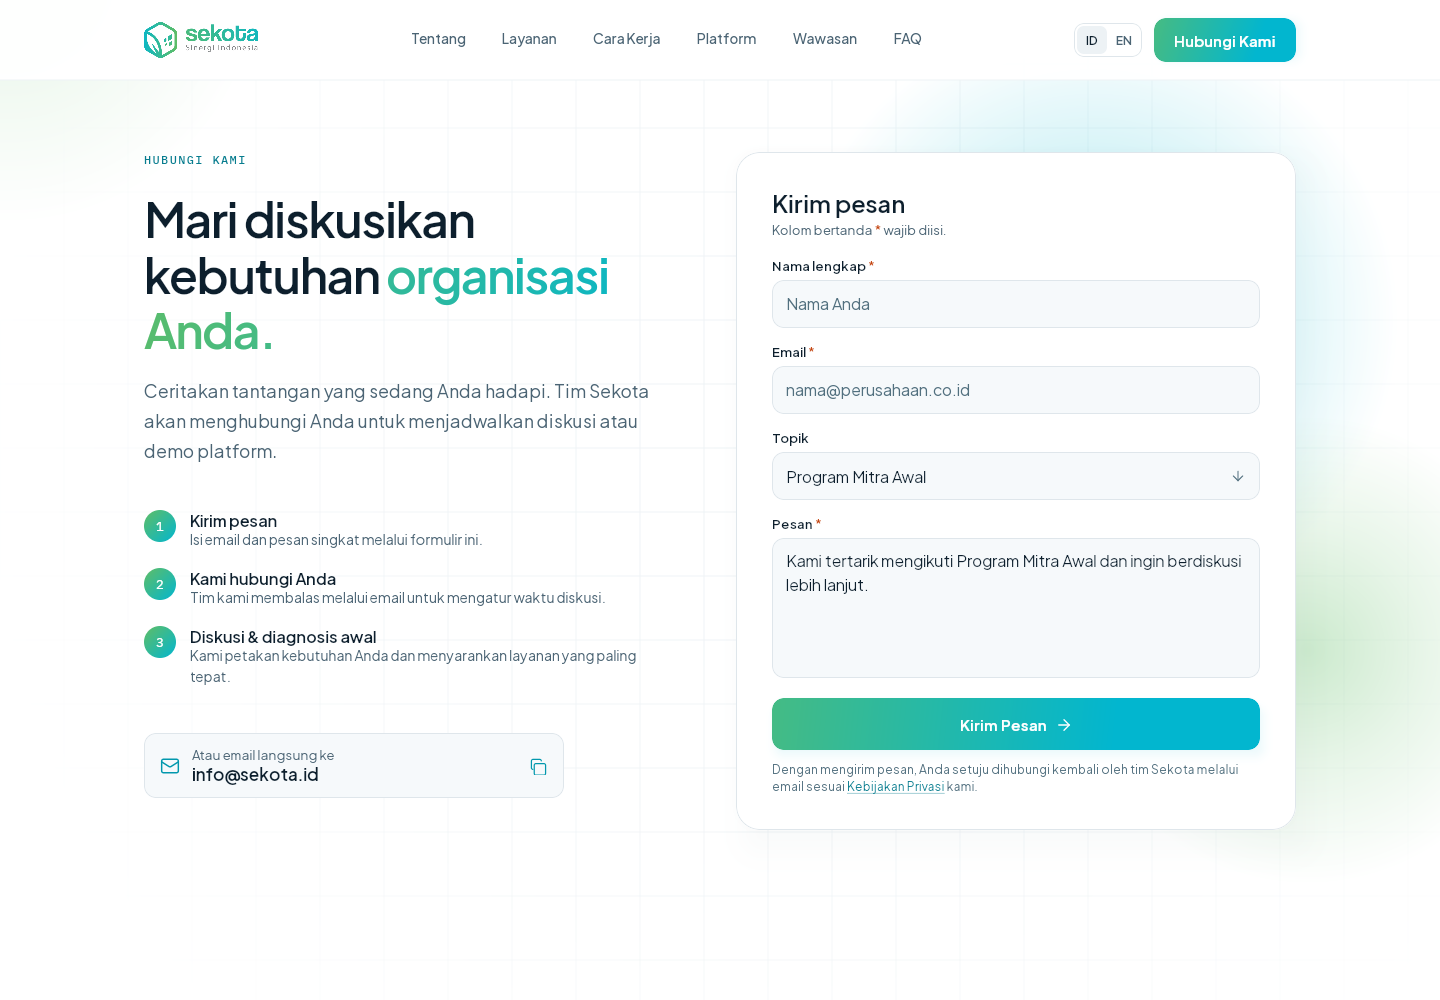 sekota
Sinergi Indonesia
Tentang
Layanan
Cara Kerja
Platform
Wawasan
FAQ
ID
EN
Hubungi Kami
HUBUNGI KAMI
Mari diskusikan
kebutuhan organisasi
Anda.
Ceritakan tantangan yang sedang Anda hadapi. Tim Sekota
akan menghubungi Anda untuk menjadwalkan diskusi atau
demo platform.
1
Kirim pesan
Isi email dan pesan singkat melalui formulir ini.
2
Kami hubungi Anda
Tim kami membalas melalui email untuk mengatur waktu diskusi.
3
Diskusi & diagnosis awal
Kami petakan kebutuhan Anda dan menyarankan layanan yang paling
tepat.
Atau email langsung ke
info@sekota.id
Kirim pesan
Kolom bertanda * wajib diisi.
Nama lengkap *
Nama Anda
Email *
nama@perusahaan.co.id
Topik
Program Mitra Awal
Pesan *
Kami tertarik mengikuti Program Mitra Awal dan ingin berdiskusi
lebih lanjut.
Kirim Pesan
Dengan mengirim pesan, Anda setuju dihubungi kembali oleh tim Sekota melalui
email sesuai Kebijakan Privasi kami.